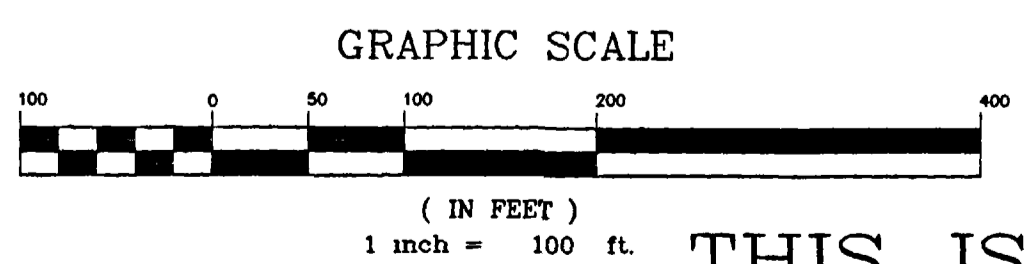 GRAPHIC SCALE
100 0 50 100 200 400
( IN FEET )
1 inch = 100 ft.
THIS IS